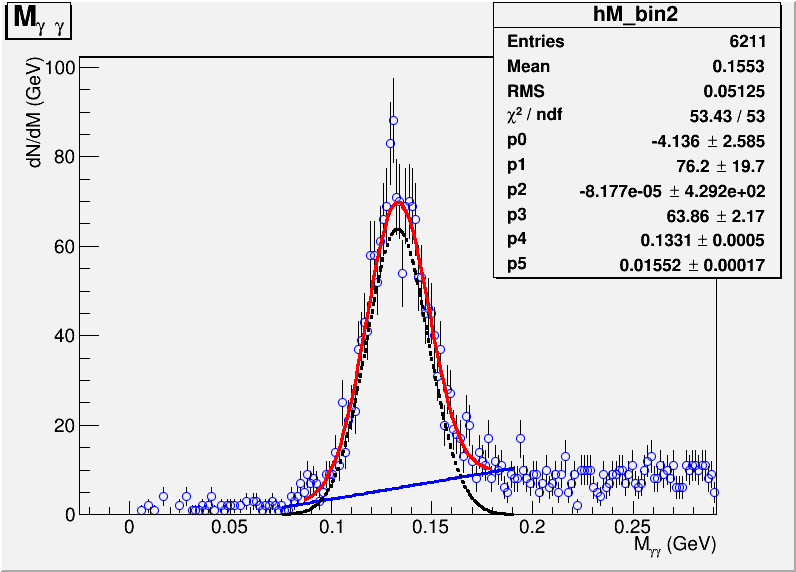 Mγ γ
hM_bin2
Entries 6211
Mean 0.1553
RMS 0.05125
χ² / ndf 53.43 / 53
p0 -4.136 ± 2.585
p1 76.2 ± 19.7
p2 -8.177e-05 ± 4.292e+02
p3 63.86 ± 2.17
p4 0.1331 ± 0.0005
p5 0.01552 ± 0.00017
dN/dM (GeV)
100
80
60
40
20
0
0 0.05 0.1 0.15 0.2 0.25
Mγγ (GeV)